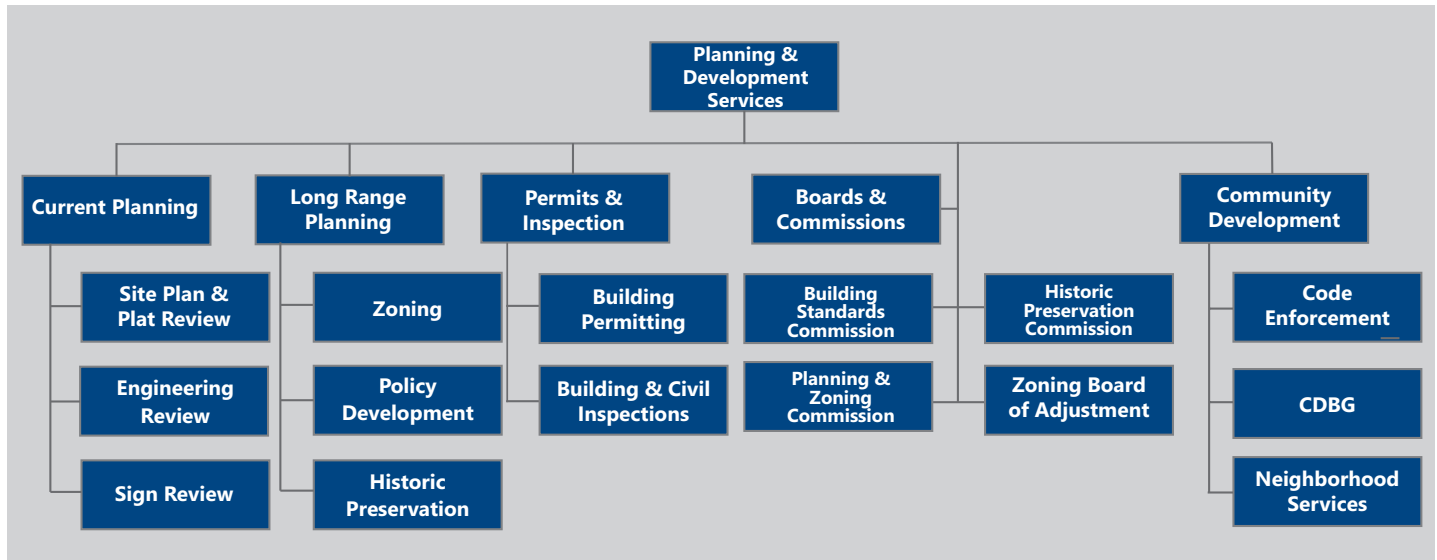 Planning &
Development
Services
Current Planning
Long Range
Planning
Permits &
Inspection
Boards &
Commissions
Community
Development
Site Plan &
Plat Review
Zoning
Building
Permitting
Building
Standards
Commission
Historic
Preservation
Commission
Code
Enforcement
Engineering
Review
Policy
Development
Building & Civil
Inspections
Planning &
Zoning
Commission
Zoning Board
of Adjustment
CDBG
Sign Review
Historic
Preservation
Neighborhood
Services